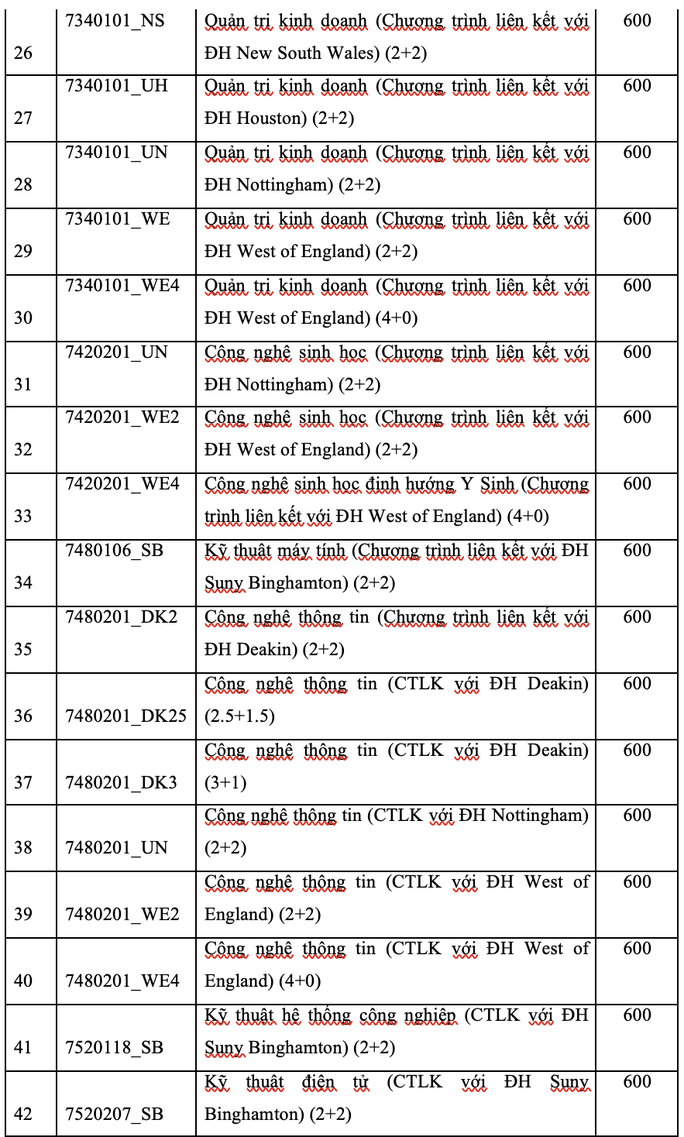 7340101_NS Quản trị kinh doanh (Chương trình liên kết với 600
26 ĐH New South Wales) (2+2)
7340101_UH Quản trị kinh doanh (Chương trình liên kết với 600
27 ĐH Houston) (2+2)
7340101_UN Quản trị kinh doanh (Chương trình liên kết với 600
28 ĐH Nottingham) (2+2)
7340101_WE Quản trị kinh doanh (Chương trình liên kết với 600
29 ĐH West of England) (2+2)
7340101_WE4 Quản trị kinh doanh (Chương trình liên kết với 600
30 ĐH West of England) (4+0)
7420201_UN Công nghệ sinh học (Chương trình liên kết với 600
31 ĐH Nottingham) (2+2)
7420201_WE2 Công nghệ sinh học (Chương trình liên kết với 600
32 ĐH West of England) (2+2)
7420201_WE4 Công nghệ sinh học định hướng Y Sinh (Chương 600
33 trình liên kết với ĐH West of England) (4+0)
7480106_SB Kỹ thuật máy tính (Chương trình liên kết với ĐH 600
34 Suny Binghamton) (2+2)
7480201_DK2 Công nghệ thông tin (Chương trình liên kết với 600
35 ĐH Deakin) (2+2)
Công nghệ thông tin (CTLK với ĐH Deakin) 600
36 7480201_DK25 (2.5+1.5)
Công nghệ thông tin (CTLK với ĐH Deakin) 600
37 7480201_DK3 (3+1)
Công nghệ thông tin (CTLK với ĐH Nottingham) 600
38 7480201_UN (2+2)
Công nghệ thông tin (CTLK với ĐH West of 600
39 7480201_WE2 England) (2+2)
Công nghệ thông tin (CTLK với ĐH West of 600
40 7480201_WE4 England) (4+0)
Kỹ thuật hệ thống công nghiệp (CTLK với ĐH 600
41 7520118_SB Suny Binghamton) (2+2)
Kỹ thuật điện tử (CTLK với ĐH Suny 600
42 7520207_SB Binghamton) (2+2)